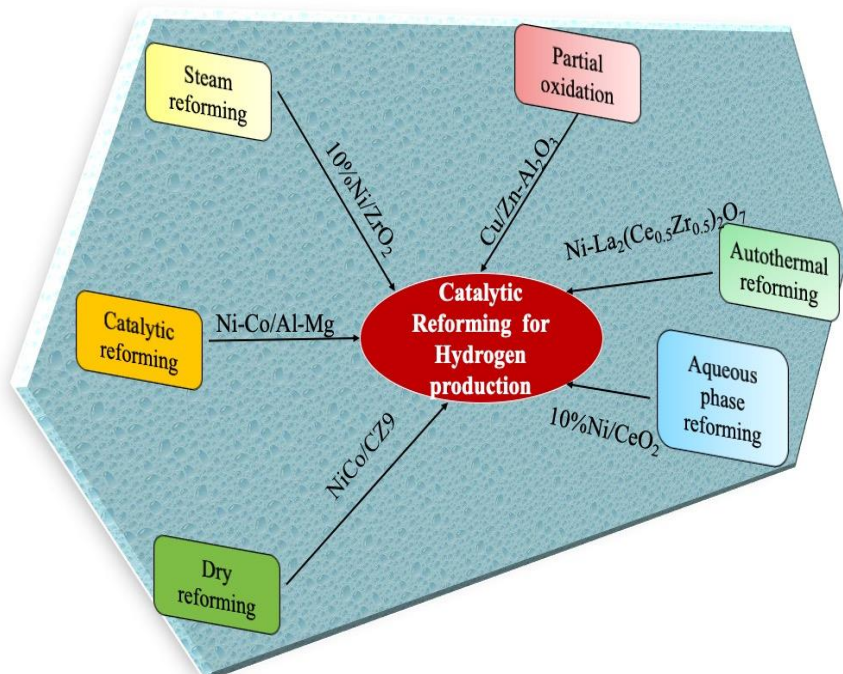 Steam
reforming
Partial
oxidation
10%Ni/ZrO₂
Cu/Zn-Al₂O₃
Ni-La₂(Ce₀.₅Zr₀.₅)₂O₇
Autothermal
reforming
Catalytic
reforming
Ni-Co/Al-Mg
Catalytic
Reforming for
Hydrogen
production
Aqueous
phase
reforming
10%Ni/CeO₂
NiCo/CZ9
Dry
reforming